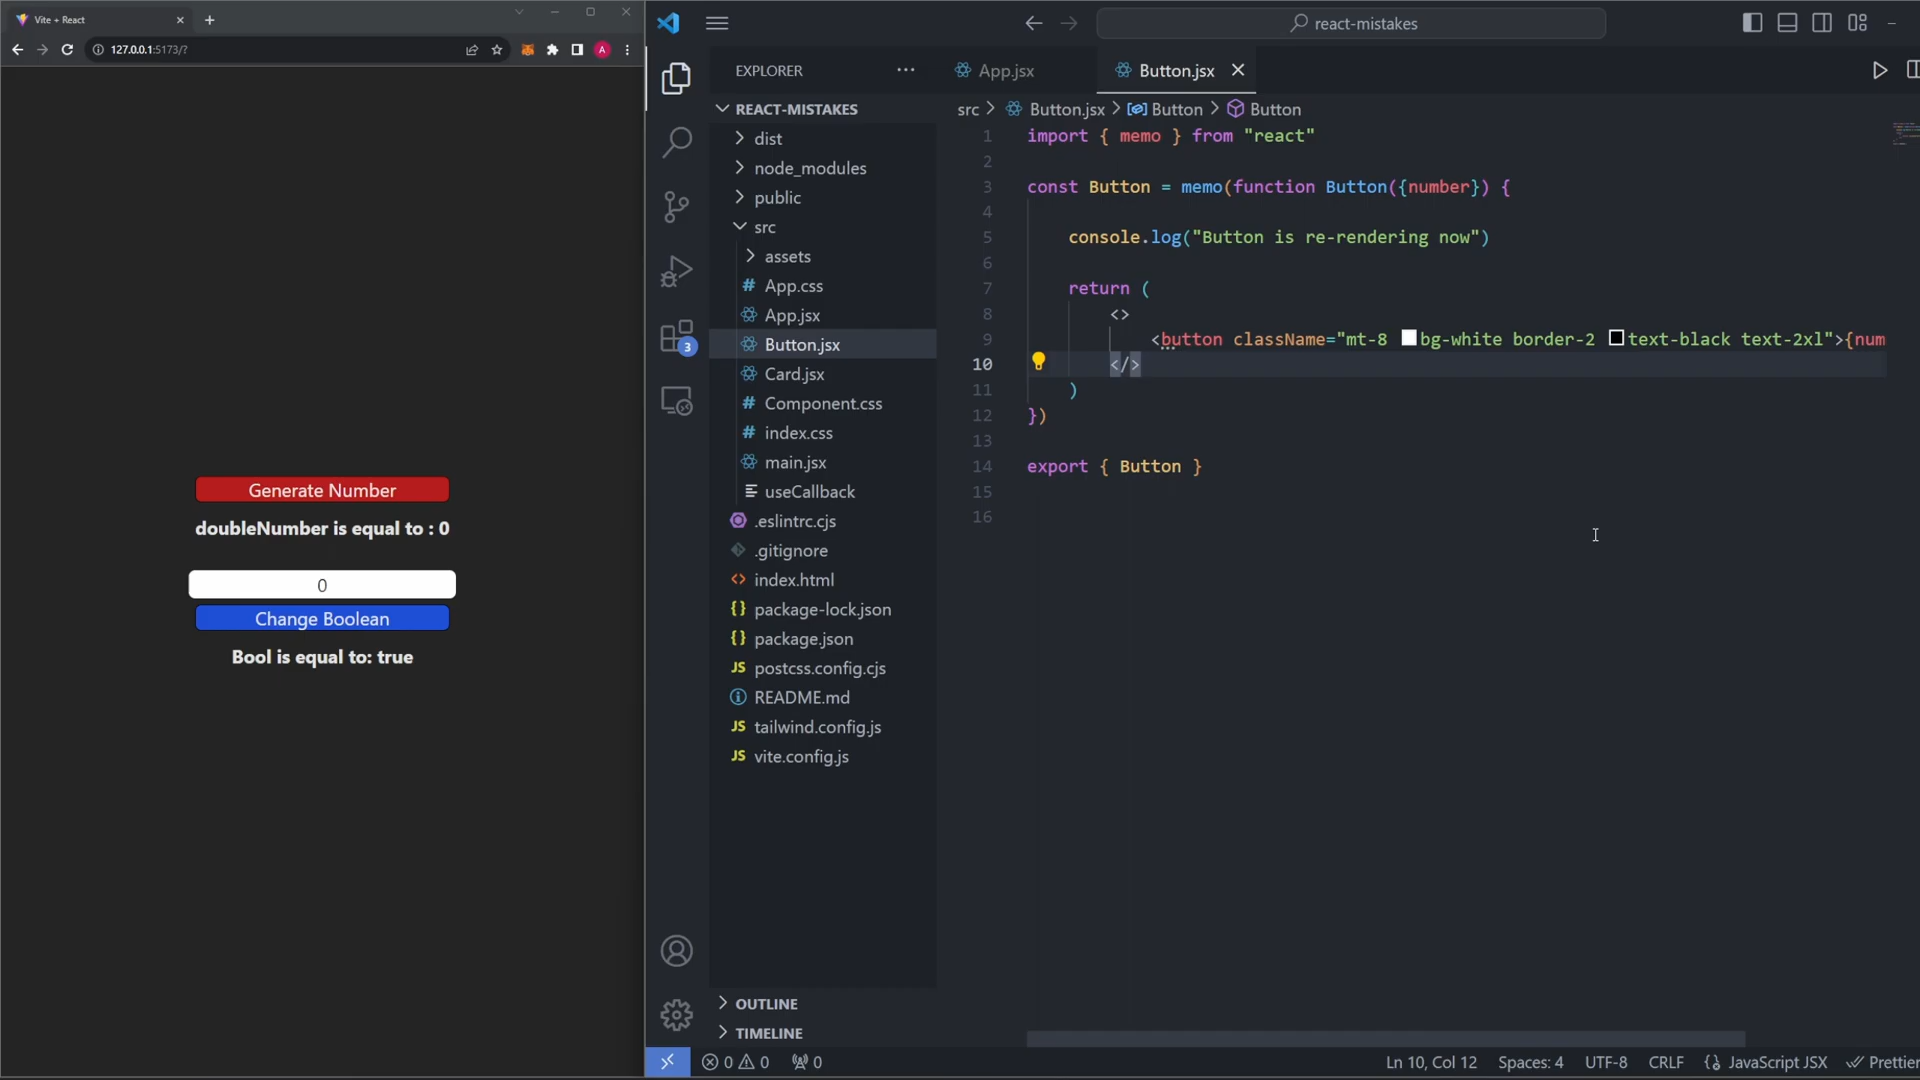 Vite + React
127.0.0.1:5173/?
A
Generate Number
doubleNumber is equal to : 0
0
Change Boolean
Bool is equal to: true
react-mistakes
EXPLORER
REACT-MISTAKES
dist
node_modules
public
src
assets
# App.css
App.jsx
Button.jsx
Card.jsx
# Component.css
# index.css
main.jsx
useCallback
.eslintrc.cjs
.gitignore
<> index.html
{} package-lock.json
{} package.json
JS postcss.config.cjs
README.md
JS tailwind.config.js
JS vite.config.js
3
OUTLINE
TIMELINE
App.jsx
Button.jsx
src > Button.jsx > Button > Button
1 import { memo } from "react"
2
3 const Button = memo(function Button({number}) {
4
5 console.log("Button is re-rendering now")
6
7 return (
8 <>
9 <button className="mt-8 bg-white border-2 text-black text-2xl">{num
10 </>
11 )
12 })
13
14 export { Button }
15
16
0 0 0
Ln 10, Col 12 Spaces: 4 UTF-8 CRLF {} JavaScript JSX Prettier